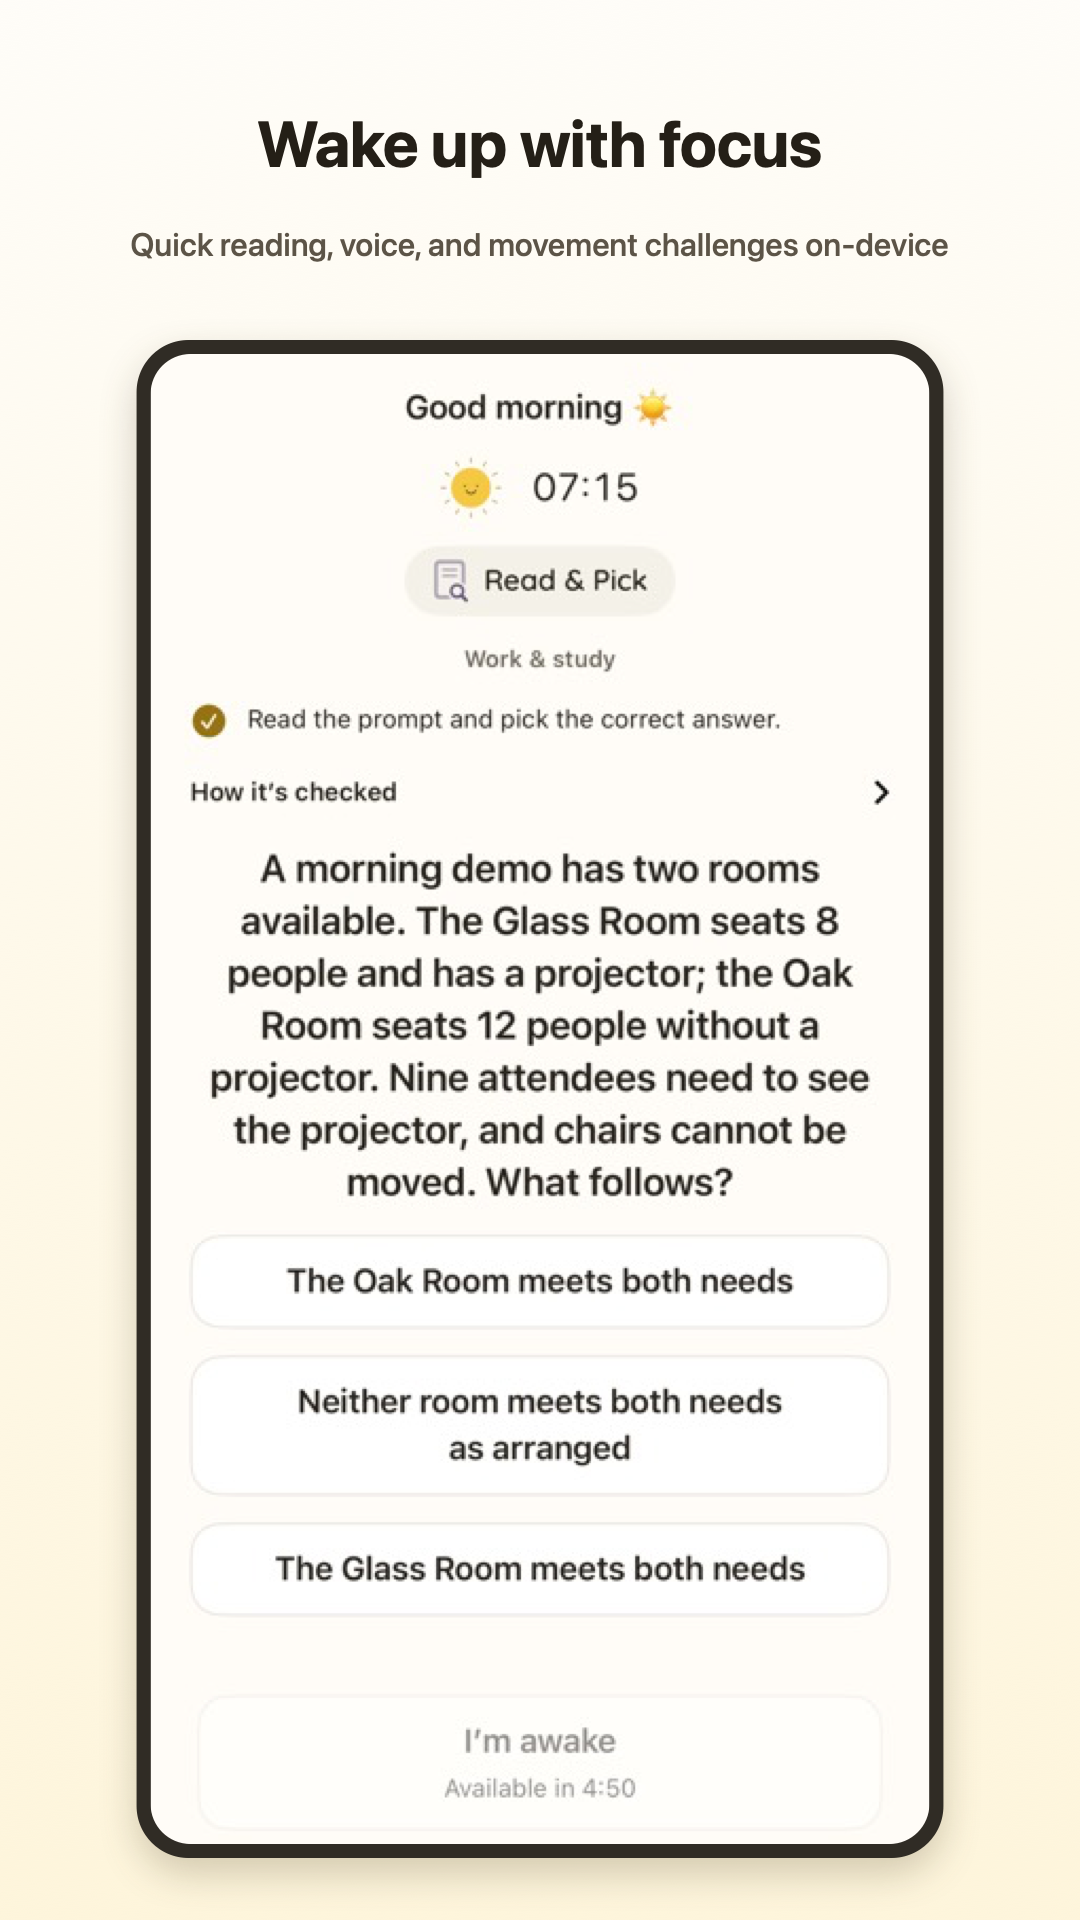 Wake up with focus
Quick reading, voice, and movement challenges on-device
Good morning ☀️
07:15
Read & Pick
Work & study
Read the prompt and pick the correct answer.
How it’s checked
A morning demo has two rooms
available. The Glass Room seats 8
people and has a projector; the Oak
Room seats 12 people without a
projector. Nine attendees need to see
the projector, and chairs cannot be
moved. What follows?
The Oak Room meets both needs
Neither room meets both needs
as arranged
The Glass Room meets both needs
I’m awake
Available in 4:50